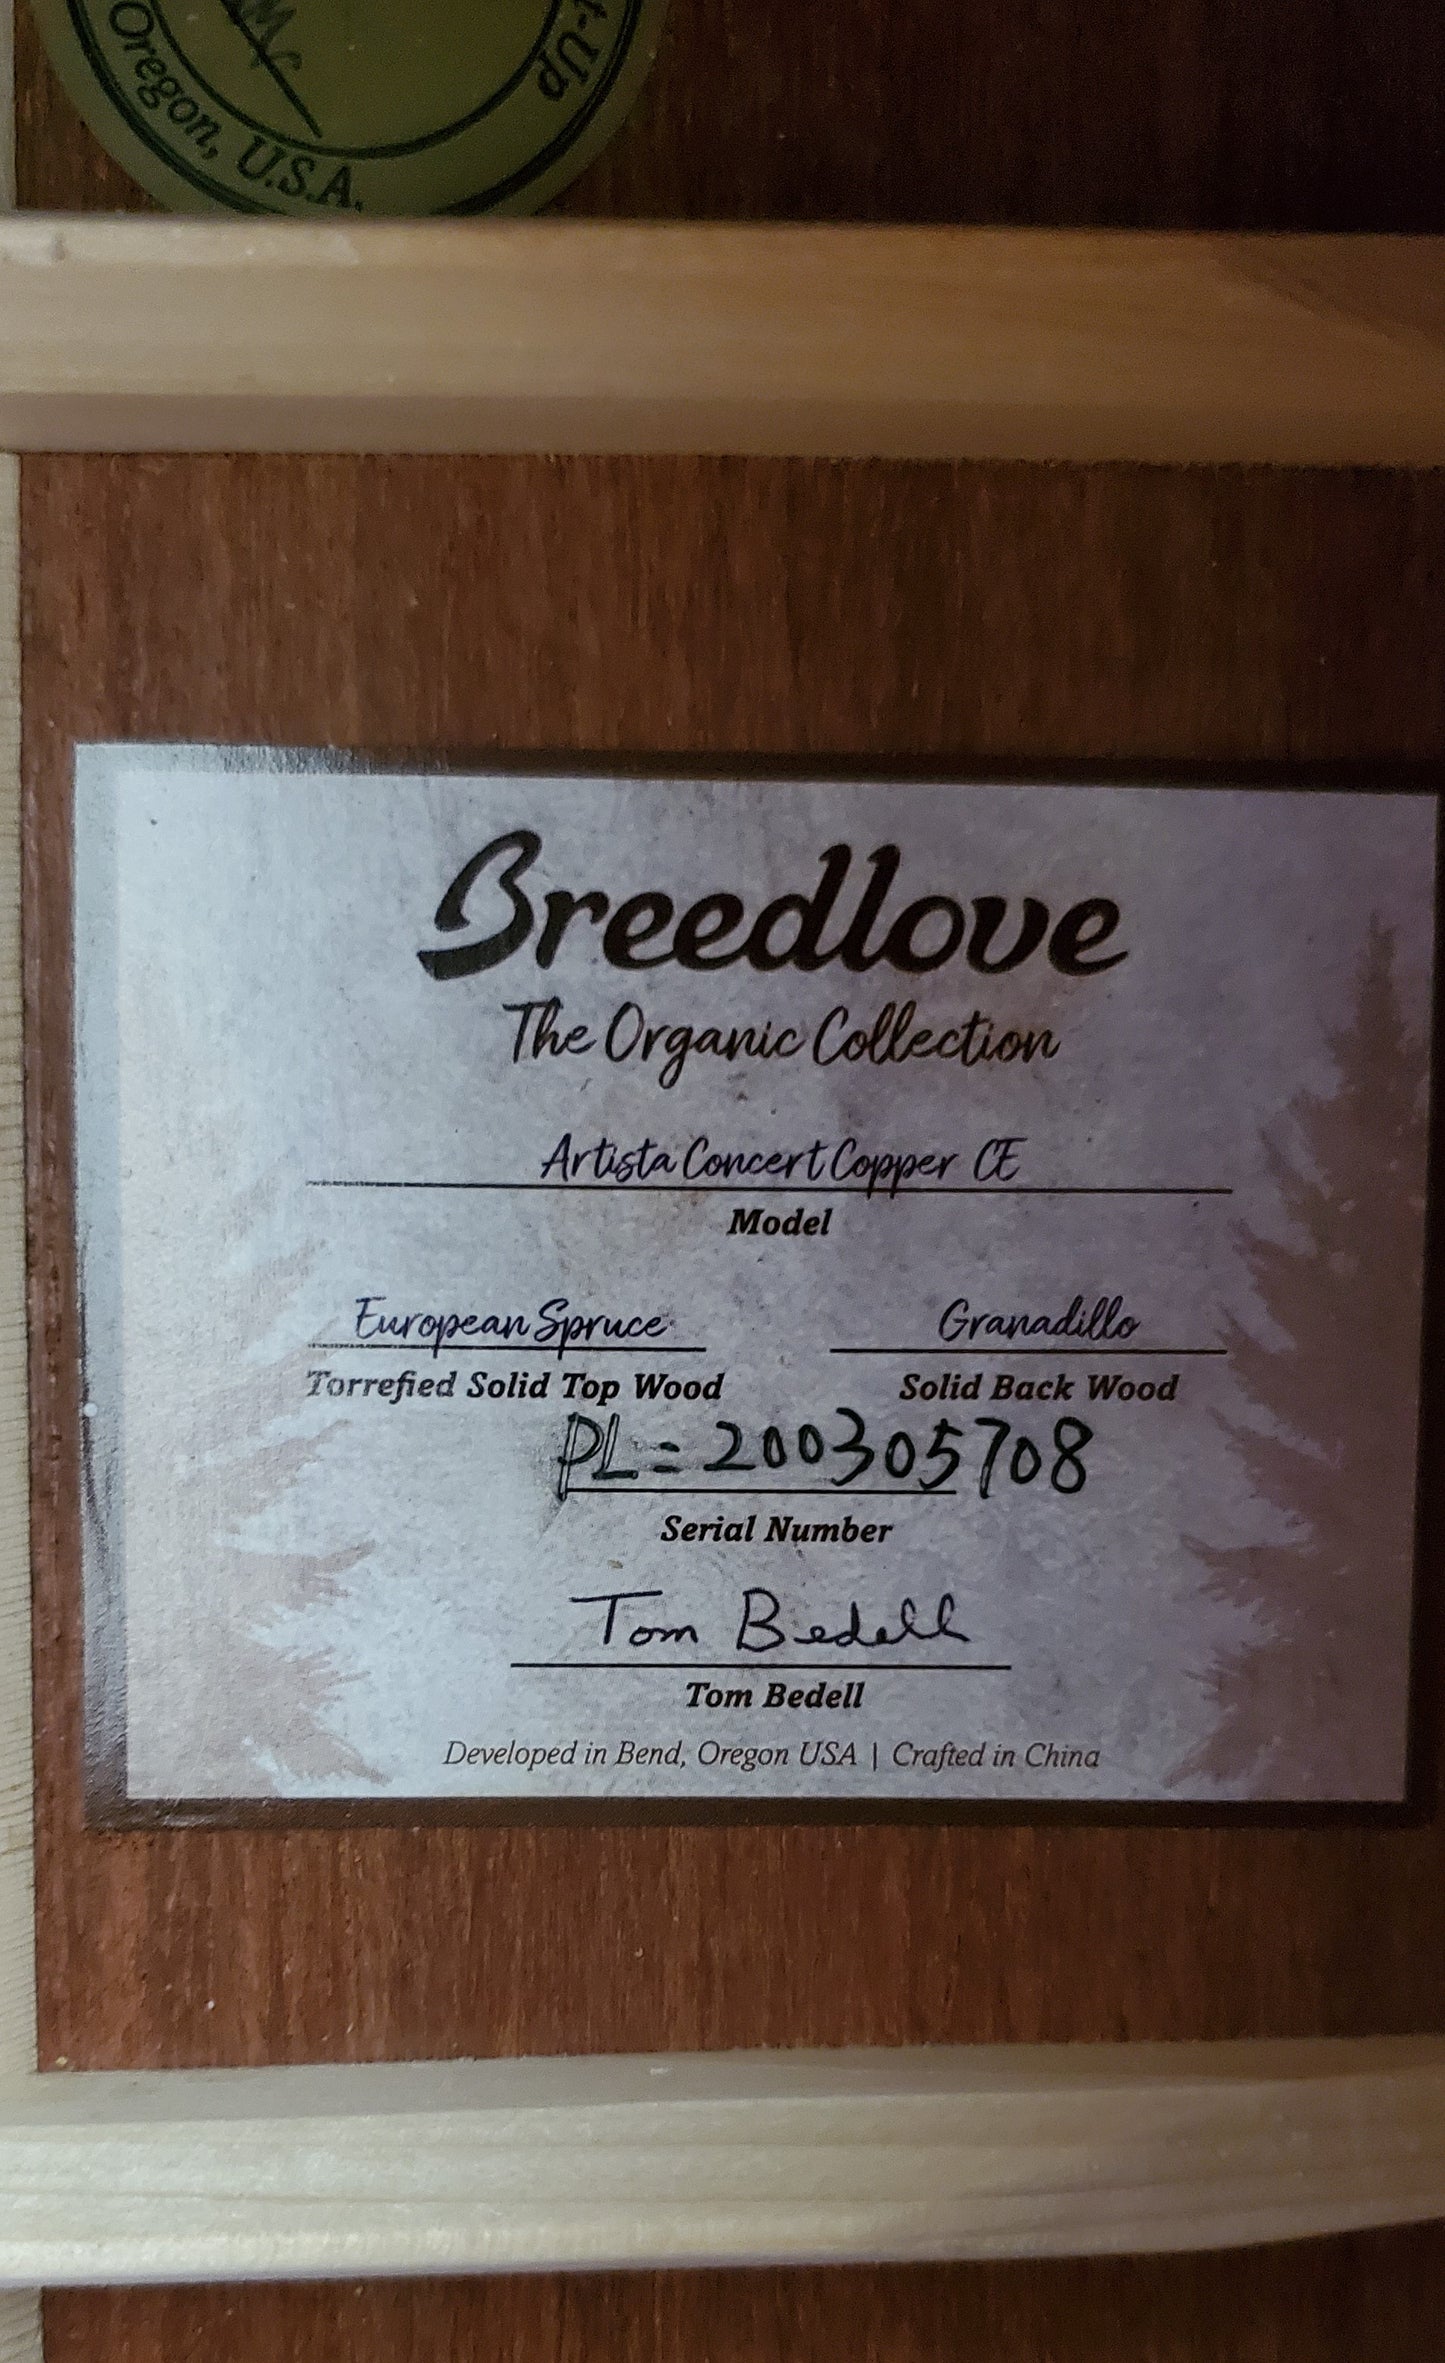 t-Up
Oregon, U.S.A.
Breedlove
The Organic Collection
Artista Concert Copper CE
Model
European Spruce
Granadillo
Torrefied Solid Top Wood
Solid Back Wood
PL=200305708
Serial Number
Tom Bedell
Tom Bedell
Developed in Bend, Oregon USA | Crafted in China